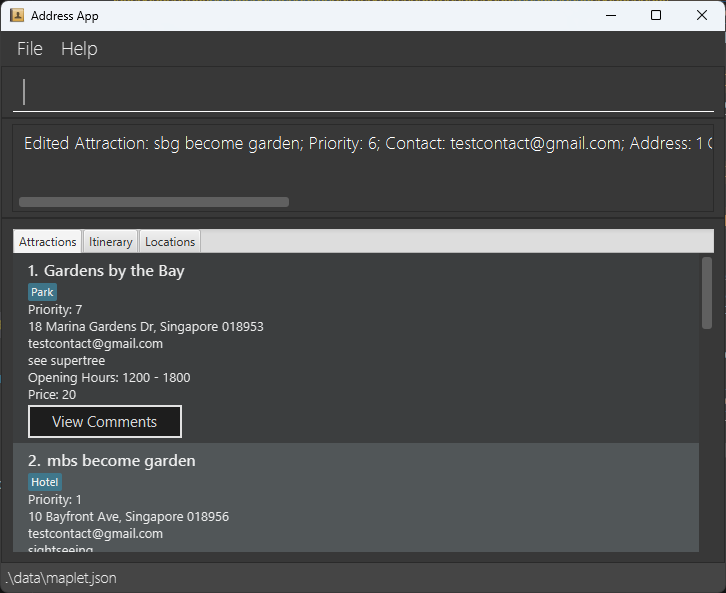 Address App
File Help
Edited Attraction: sbg become garden; Priority: 6; Contact: testcontact@gmail.com; Address: 1
Attractions Itinerary Locations
1. Gardens by the Bay
Park
Priority: 7
18 Marina Gardens Dr, Singapore 018953
testcontact@gmail.com
see supertree
Opening Hours: 1200 - 1800
Price: 20
View Comments
2. mbs become garden
Hotel
Priority: 1
10 Bayfront Ave, Singapore 018956
testcontact@gmail.com
sightseeing
.\data\maplet.json